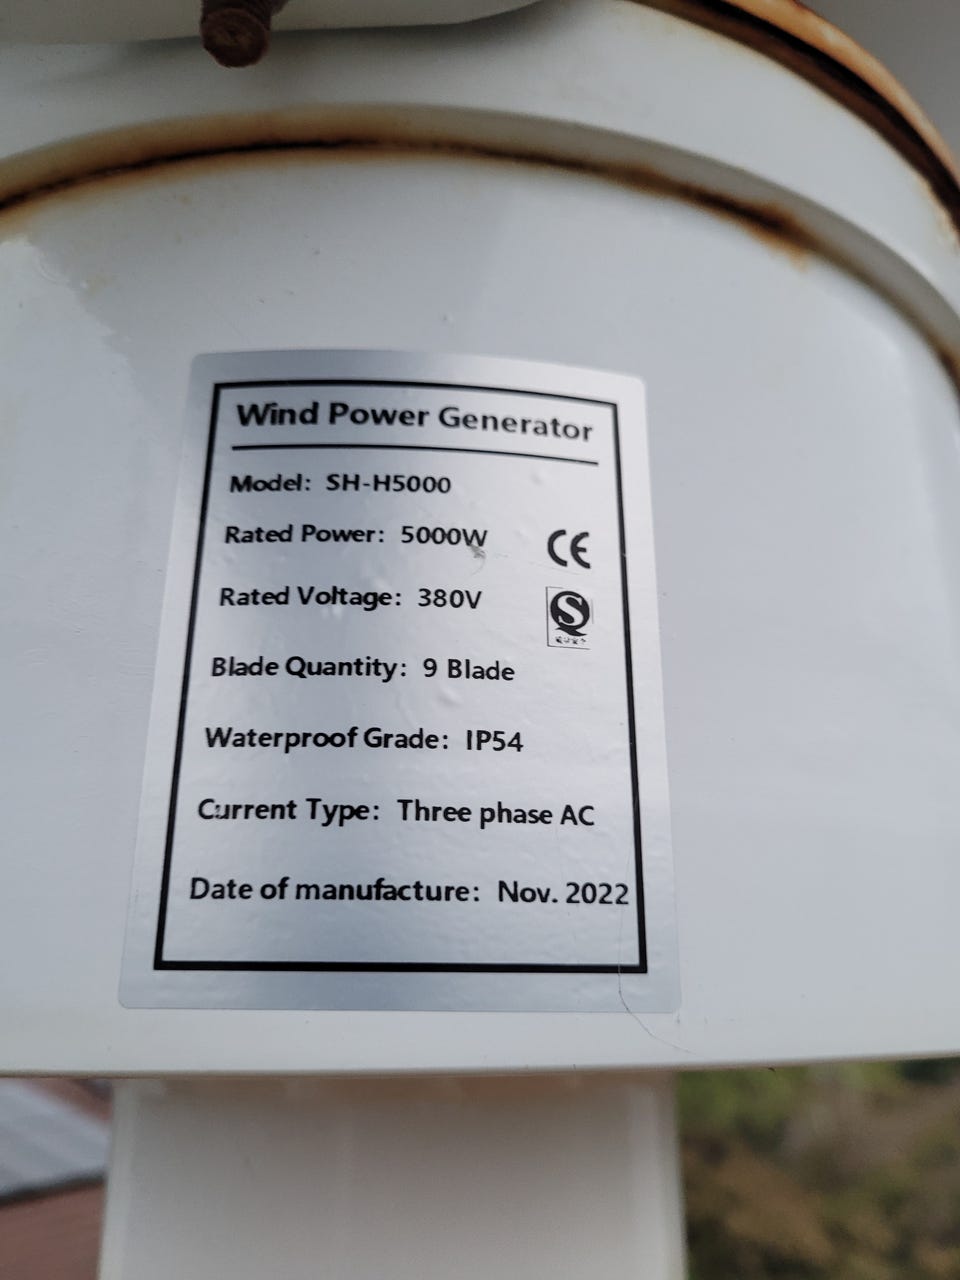 Wind Power Generator
Model: SH-H5000
Rated Power: 5000W
CE
Rated Voltage: 380V
Blade Quantity: 9 Blade
Waterproof Grade: IP54
Current Type: Three phase AC
Date of manufacture: Nov. 2022